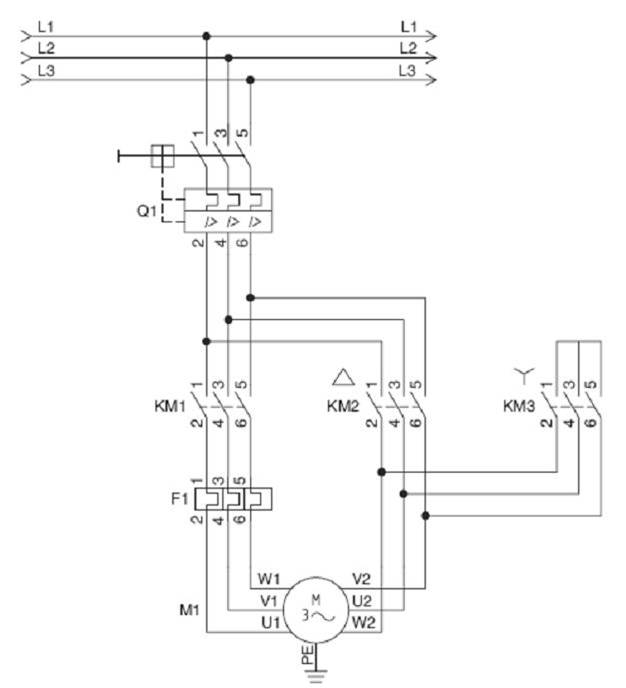 L1 L1
L2 L2
L3 L3
1 3 5
Q1
2 4 6
1 3 5 1 3 5 1 3 5
KM1 KM2 KM3
2 4 6 2 4 6 2 4 6
1 3 5
F1
2 4 6
W1 V2
M1 V1 M 3~ U2
U1 W2
PE